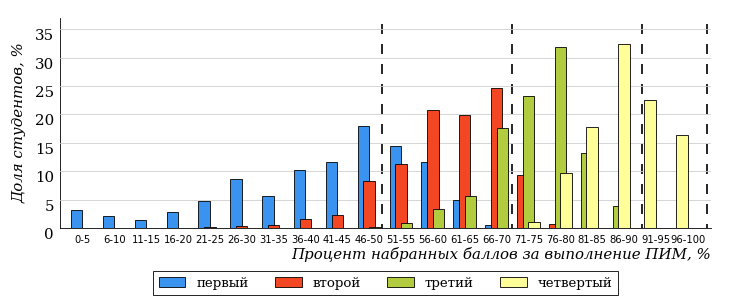 Доля студентов, %
35
30
25
20
15
10
5
0
0-5 6-10 11-15 16-20 21-25 26-30 31-35 36-40 41-45 46-50 51-55 56-60 61-65 66-70 71-75 76-80 81-85 86-90 91-95 96-100
Процент набранных баллов за выполнение ПИМ, %
первый второй третий четвертый